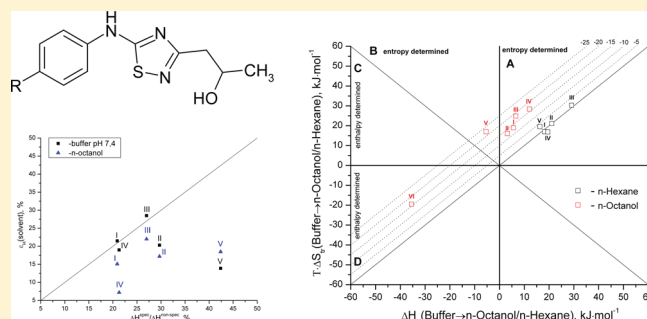 H
N
N
S
N
R
HO
CH3
-buffer pH 7,4
-n-octanol
εH(solvent), %
50
45
40
35
30
25
20
15
10
5
I
IV
III
II
V
I
IV
III
II
V
5 10 15 20 25 30 35 40 45 50
ΔHspec/ΔHnon-spec, %
T·ΔStr(Buffer→n-Octanol/n-Hexane), kJ·mol-1
B entropy determined
entropy determined
A
-25 -20 -15 -10 -5
C
enthalpy determined
enthalpy determined
D
60
50
40
30
20
10
0
-10
-20
-30
-40
-50
-60
V
II
I
III
IV
VI
V
I
IV
II
III
- n-Hexane
- n-Octanol
-60 -50 -40 -30 -20 -10 0 10 20 30 40 50 60
ΔH (Buffer→n-Octanol/n-Hexane), kJ·mol-1